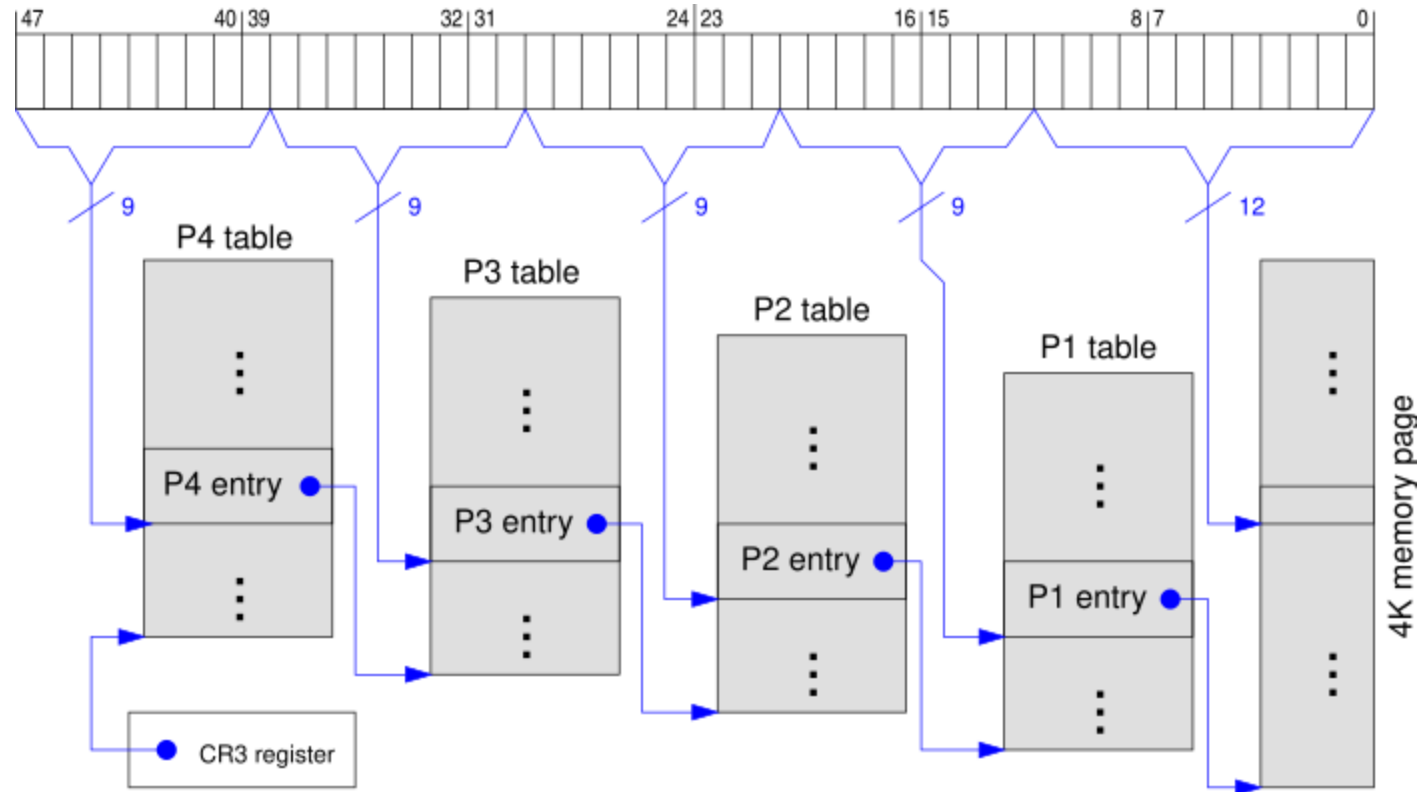 47 40 39 32 31 24 23 16 15 8 7 0
9 9 9 9 12
P4 table
P3 table
P2 table
P1 table
P4 entry
P3 entry
P2 entry
P1 entry
4K memory page
CR3 register